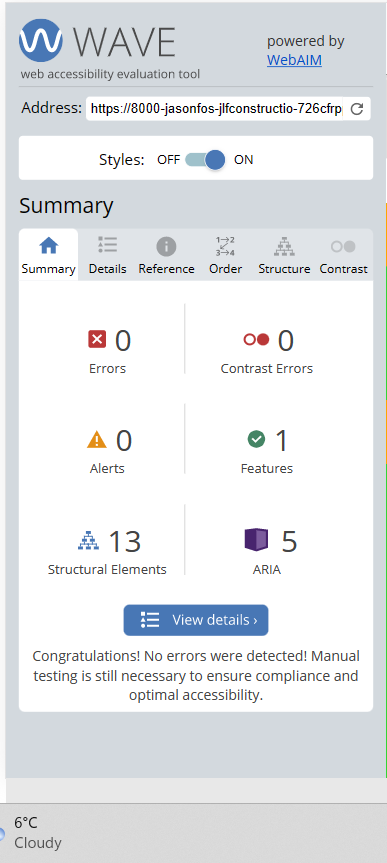 WAVE
web accessibility evaluation tool
powered by
WebAIM
Address: https://8000-jasonfos-jlfconstructio-726cfrp
Styles: OFF ON
Summary
Summary Details Reference Order Structure Contrast
0 Errors
0 Contrast Errors
0 Alerts
1 Features
13 Structural Elements
5 ARIA
View details ›
Congratulations! No errors were detected! Manual
testing is still necessary to ensure compliance and
optimal accessibility.
6°C
Cloudy